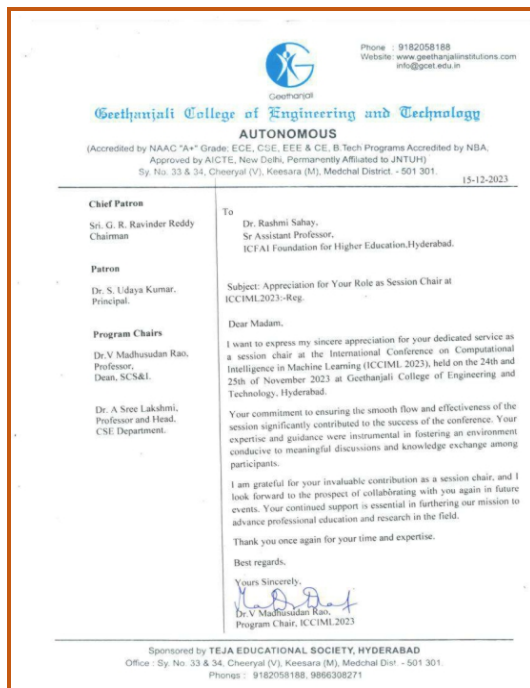 Phone : 9182058188
Website: www.geethanjaliinstitutions.com
info@gcet.edu.in
Geethanjali
Geethanjali College of Engineering and Technology
AUTONOMOUS
(Accredited by NAAC "A+" Grade; ECE, CSE, EEE & CE, B.Tech Programs Accredited by NBA,
Approved by AICTE, New Delhi, Permanently Affiliated to JNTUH)
Sy. No. 33 & 34, Cheeryal (V), Keesara (M), Medchal District. - 501 301.
15-12-2023
Chief Patron
Sri. G. R. Ravinder Reddy
Chairman
Patron
Dr. S. Udaya Kumar,
Principal.
Program Chairs
Dr.V Madhusudan Rao,
Professor,
Dean, SCS&I.
Dr. A Sree Lakshmi,
Professor and Head.
CSE Department.
To
Dr. Rashmi Sahay,
Sr Assistant Professor,
ICFAI Foundation for Higher Education,Hyderabad.
Subject: Appreciation for Your Role as Session Chair at
ICCIML2023:-Reg.
Dear Madam,
I want to express my sincere appreciation for your dedicated service as
a session chair at the International Conference on Computational
Intelligence in Machine Learning (ICCIML 2023), held on the 24th and
25th of November 2023 at Geethanjali College of Engineering and
Technology, Hyderabad.
Your commitment to ensuring the smooth flow and effectiveness of the
session significantly contributed to the success of the conference. Your
expertise and guidance were instrumental in fostering an environment
conducive to meaningful discussions and knowledge exchange among
participants.
I am grateful for your invaluable contribution as a session chair, and I
look forward to the prospect of collaborating with you again in future
events. Your continued support is essential in furthering our mission to
advance professional education and research in the field.
Thank you once again for your time and expertise.
Best regards,
Yours Sincerely,
Dr.V Madhusudan Rao,
Program Chair, ICCIML2023
Sponsored by TEJA EDUCATIONAL SOCIETY, HYDERABAD
Office : Sy. No. 33 & 34, Cheeryal (V), Keesara (M), Medchal Dist. - 501 301.
Phones : 9182058188, 9866308271